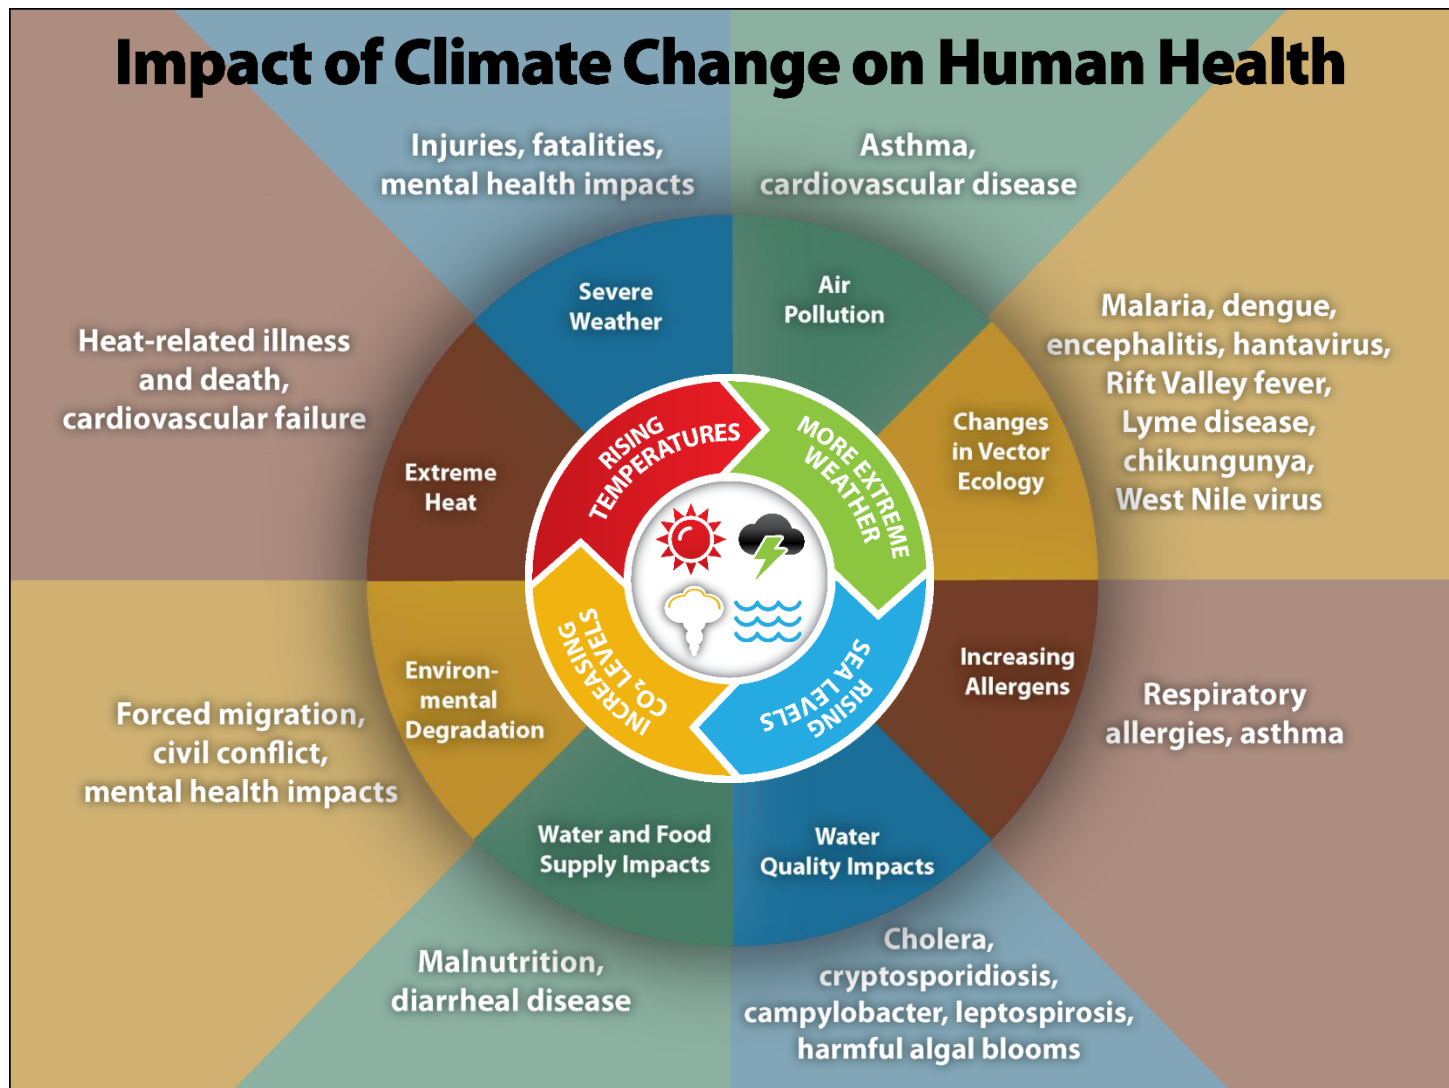 Impact of Climate Change on Human Health
Injuries, fatalities,
mental health impacts
Asthma,
cardiovascular disease
Severe
Weather
Air
Pollution
Malaria, dengue,
encephalitis, hantavirus,
Rift Valley fever,
Lyme disease,
chikungunya,
West Nile virus
Heat-related illness
and death,
cardiovascular failure
Extreme
Heat
Changes
in Vector
Ecology
RISING
TEMPERATURES
MORE EXTREME
WEATHER
INCREASING
CO₂ LEVELS
RISING
SEA LEVELS
Environ-
mental
Degradation
Increasing
Allergens
Forced migration,
civil conflict,
mental health impacts
Respiratory
allergies, asthma
Water and Food
Supply Impacts
Water
Quality Impacts
Malnutrition,
diarrheal disease
Cholera,
cryptosporidiosis,
campylobacter, leptospirosis,
harmful algal blooms